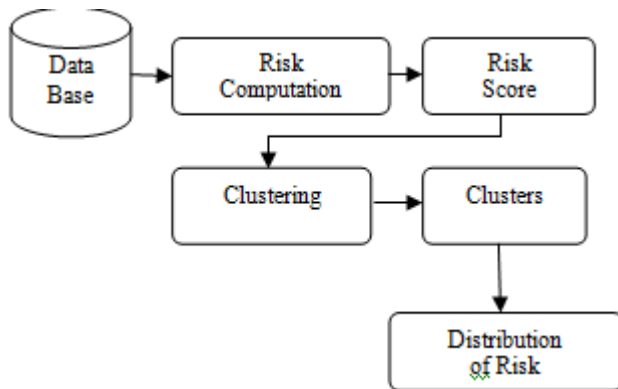 Data
Base
Risk
Computation
Risk
Score
Clustering
Clusters
Distribution
of Risk